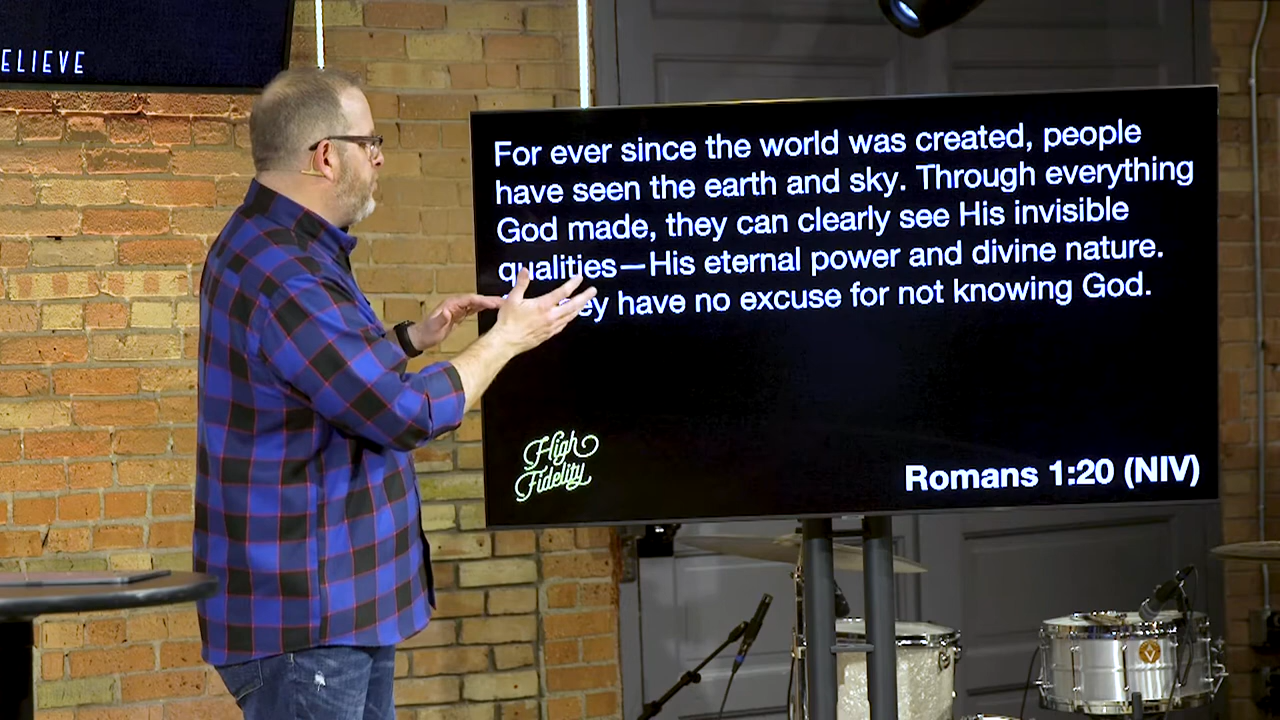 ELIEVE
For ever since the world was created, people
have seen the earth and sky. Through everything
God made, they can clearly see His invisible
qualities—His eternal power and divine nature.
have no excuse for not knowing God.
High
Fidelity
Romans 1:20 (NIV)